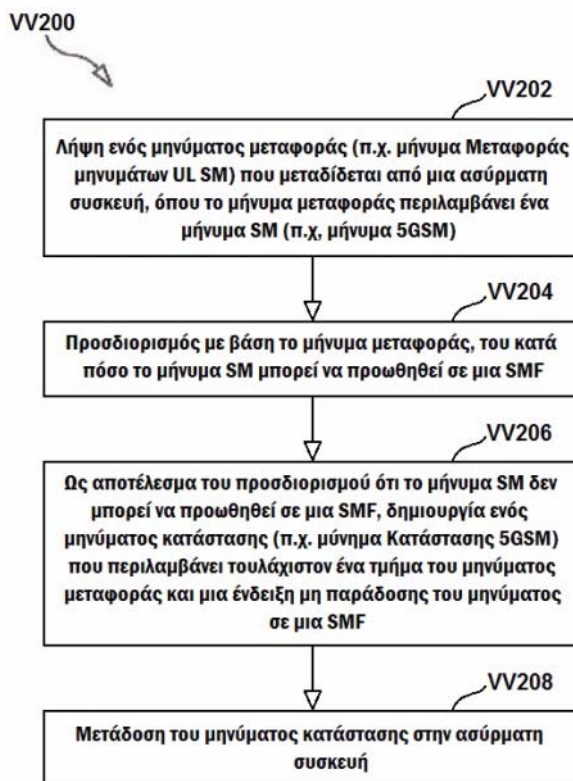 VV200
VV202
Λήψη ενός μηνύματος μεταφοράς (π.χ. μήνυμα Μεταφοράς
μηνυμάτων UL SM) που μεταδίδεται από μια ασύρματη
συσκευή, όπου το μήνυμα μεταφοράς περιλαμβάνει ένα
μήνυμα SM (π.χ, μήνυμα 5GSM)
VV204
Προσδιορισμός με βάση το μήνυμα μεταφοράς, του κατά
πόσο το μήνυμα SM μπορεί να προωθηθεί σε μια SMF
VV206
Ως αποτέλεσμα του προσδιορισμού ότι το μήνυμα SM δεν
μπορεί να προωθηθεί σε μια SMF, δημιουργία ενός
μηνύματος κατάστασης (π.χ. μύνημα Κατάστασης 5GSM)
που περιλαμβάνει τουλάχιστον ένα τμήμα του μηνύματος
μεταφοράς και μια ένδειξη μη παράδοσης του μηνύματος
σε μια SMF
VV208
Μετάδοση του μηνύματος κατάστασης στην ασύρματη
συσκευή